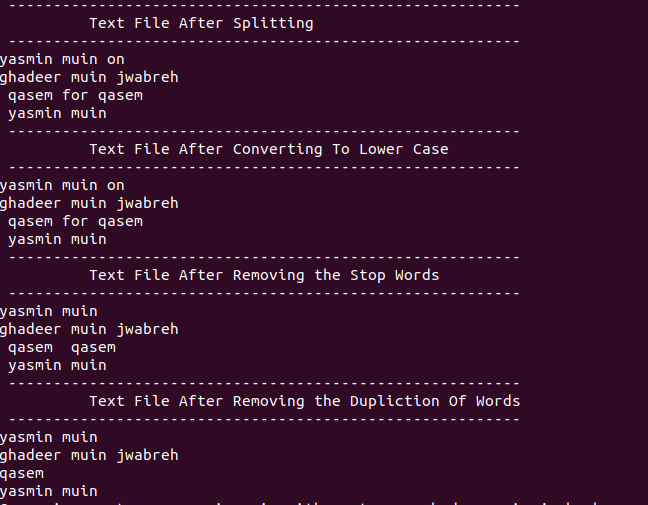 ------------------------------------------------------------
Text File After Splitting
------------------------------------------------------------
yasmin muin on
ghadeer muin jwabreh
qasem for qasem
yasmin muin
------------------------------------------------------------
Text File After Converting To Lower Case
------------------------------------------------------------
yasmin muin on
ghadeer muin jwabreh
qasem for qasem
yasmin muin
------------------------------------------------------------
Text File After Removing the Stop Words
------------------------------------------------------------
yasmin muin
ghadeer muin jwabreh
qasem  qasem
yasmin muin
------------------------------------------------------------
Text File After Removing the Dupliction Of Words
------------------------------------------------------------
yasmin muin
ghadeer muin jwabreh
qasem
yasmin muin